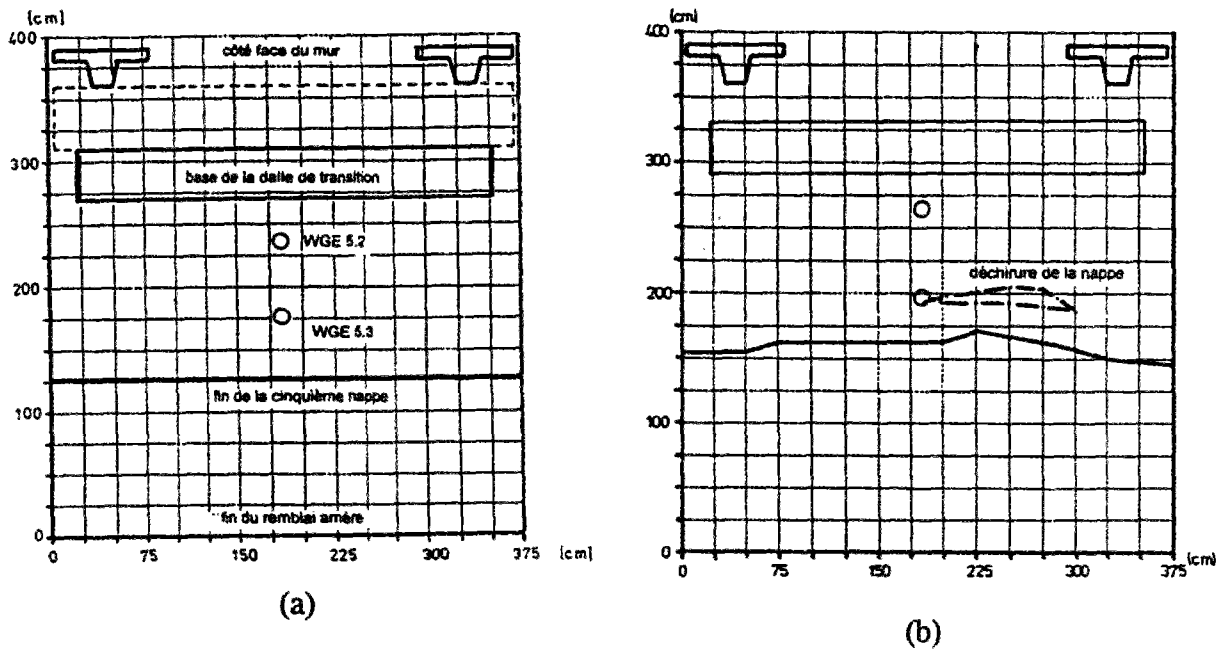 (cm)
400
300
200
100
0
côté face du mur
base de la dalle de transition
WGE 5.2
WGE 5.3
fin de la cinquième nappe
fin du remblai arrière
0 75 150 225 300 375 (cm)
(a)
(cm)
400
300
200
100
0
déchirure de la nappe
0 75 150 225 300 375 (cm)
(b)